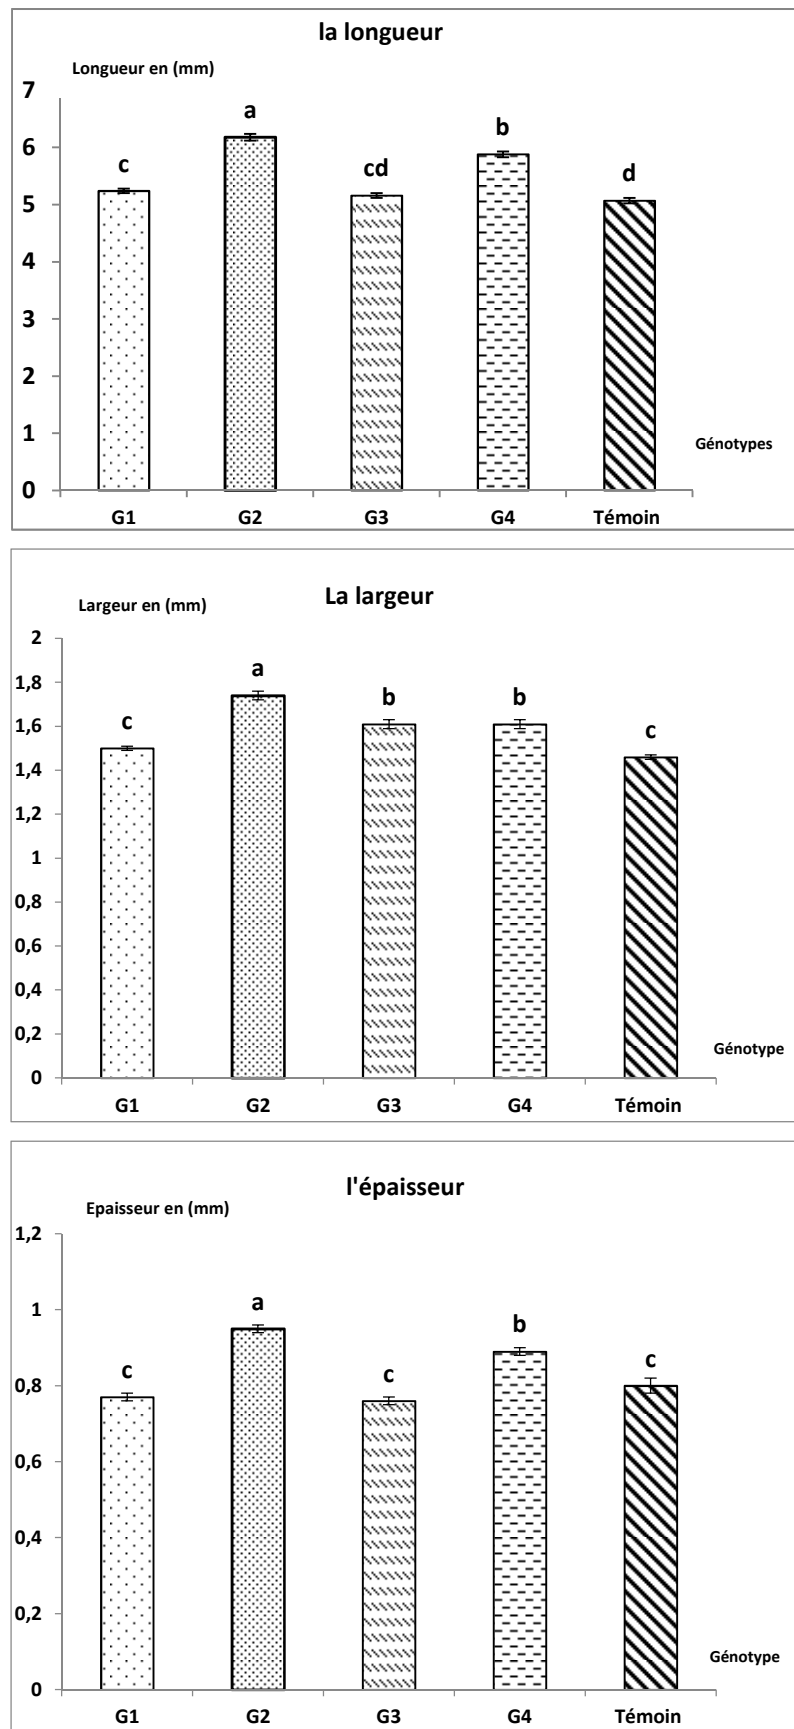 la longueur
Longueur en (mm)
7
a
6
b
c
cd
d
5
4
3
2
1
Génotypes
0
G1 G2 G3 G4 Témoin
La largeur
Largeur en (mm)
2
1,8
a
b
b
c
c
1,6
1,4
1,2
1
0,8
0,6
0,4
0,2
Génotype
0
G1 G2 G3 G4 Témoin
l'épaisseur
Epaisseur en (mm)
1,2
1
a
b
c
c
c
0,8
0,6
0,4
0,2
Génotype
0
G1 G2 G3 G4 Témoin